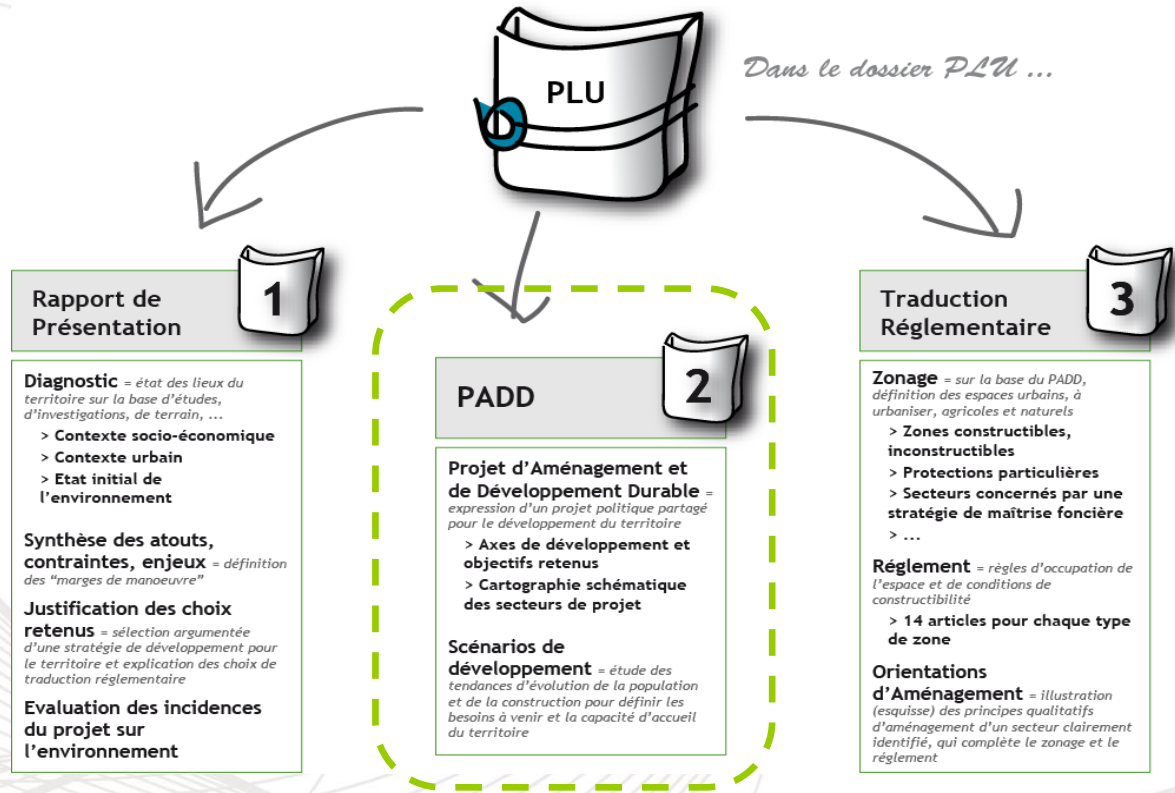 PLU
Dans le dossier PLU ...
1
Rapport de
Présentation
Diagnostic = état des lieux du
territoire sur la base d'études,
d'investigations, de terrain, ...
> Contexte socio-économique
> Contexte urbain
> Etat initial de
l'environnement
Synthèse des atouts,
contraintes, enjeux = définition
des "marges de manoeuvre"
Justification des choix
retenus = sélection argumentée
d'une stratégie de développement pour
le territoire et explication des choix de
traduction réglementaire
Evaluation des incidences
du projet sur
l'environnement
2
PADD
Projet d'Aménagement et
de Développement Durable =
expression d'un projet politique partagé
pour le développement du territoire
> Axes de développement et
objectifs retenus
> Cartographie schématique
des secteurs de projet
Scénarios de
développement = étude des
tendances d'évolution de la population
et de la construction pour définir les
besoins à venir et la capacité d'accueil
du territoire
3
Traduction
Réglementaire
Zonage = sur la base du PADD,
définition des espaces urbains, à
urbaniser, agricoles et naturels
> Zones constructibles,
inconstructibles
> Protections particulières
> Secteurs concernés par une
stratégie de maîtrise foncière
> ...
Réglement = règles d'occupation de
l'espace et de conditions de
constructibilité
> 14 articles pour chaque type
de zone
Orientations
d'Aménagement = illustration
(esquisse) des principes qualitatifs
d'aménagement d'un secteur clairement
identifié, qui complète le zonage et le
réglement